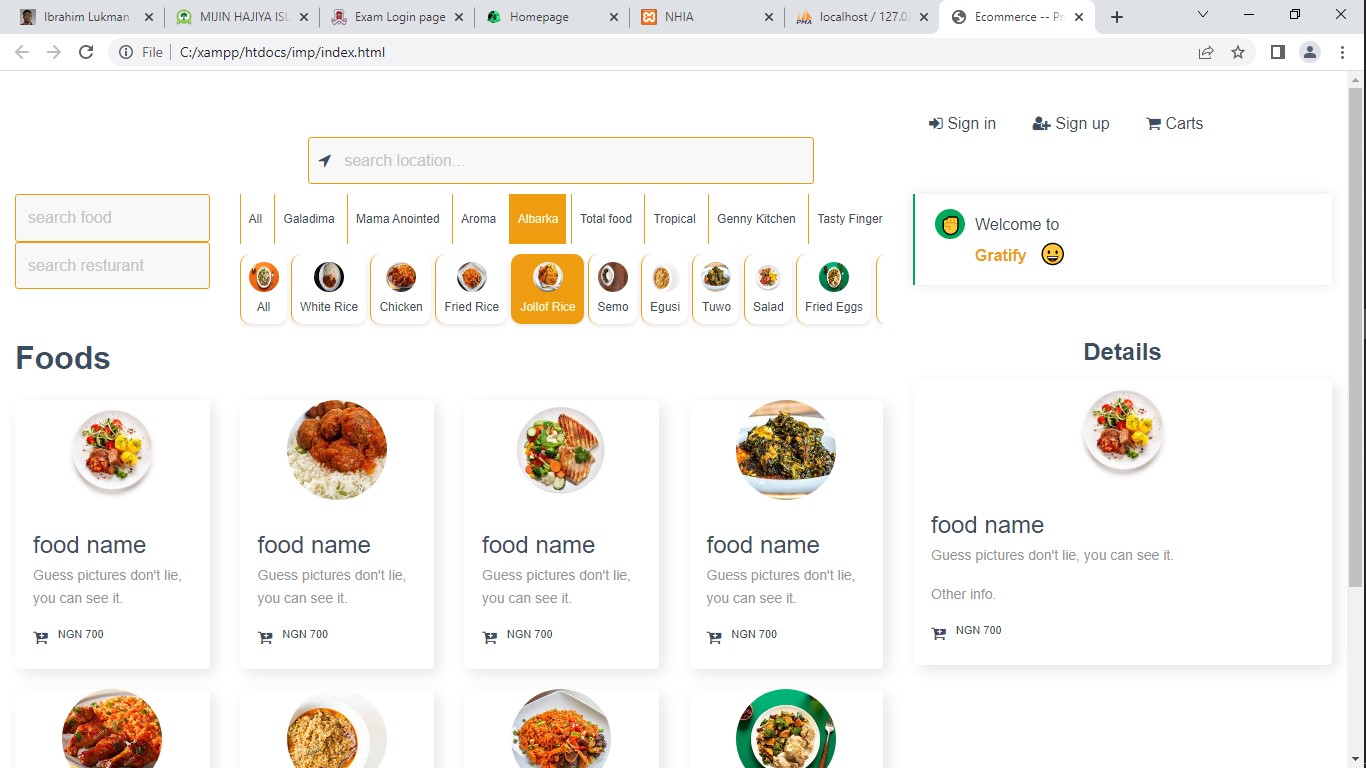 Ibrahim Lukman
MIJIN HAJIYA ISL
Exam Login page
Homepage
NHIA
localhost / 127.0.
Ecommerce -- Pr
File
C:/xampp/htdocs/imp/index.html
Sign in
Sign up
Carts
search location...
search food
search resturant
All
Galadima
Mama Anointed
Aroma
Albarka
Total food
Tropical
Genny Kitchen
Tasty Finger
All
White Rice
Chicken
Fried Rice
Jollof Rice
Semo
Egusi
Tuwo
Salad
Fried Eggs
Welcome to
Gratify
Foods
food name
Guess pictures don't lie,
you can see it.
NGN 700
food name
Guess pictures don't lie,
you can see it.
NGN 700
food name
Guess pictures don't lie,
you can see it.
NGN 700
food name
Guess pictures don't lie,
you can see it.
NGN 700
Details
food name
Guess pictures don't lie, you can see it.
Other info.
NGN 700